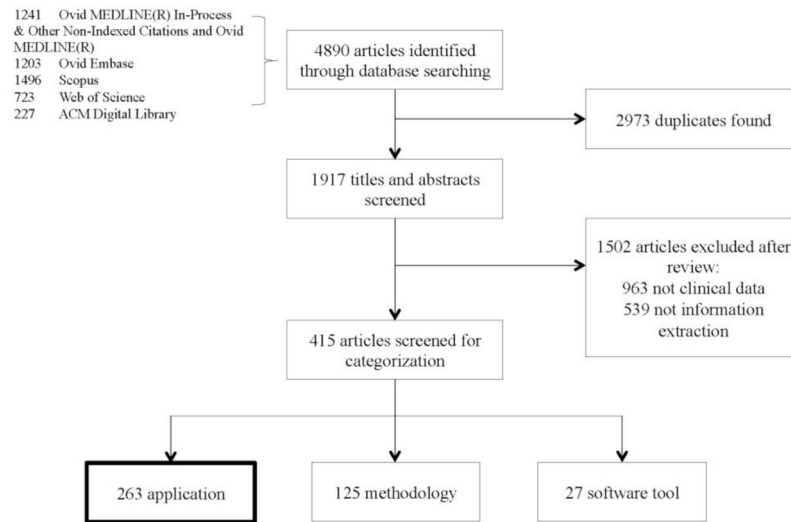 1241 Ovid MEDLINE(R) In-Process
& Other Non-Indexed Citations and Ovid
MEDLINE(R)
1203 Ovid Embase
1496 Scopus
723 Web of Science
227 ACM Digital Library
4890 articles identified
through database searching
2973 duplicates found
1917 titles and abstracts
screened
1502 articles excluded after
review:
963 not clinical data
539 not information
extraction
415 articles screened for
categorization
263 application
125 methodology
27 software tool